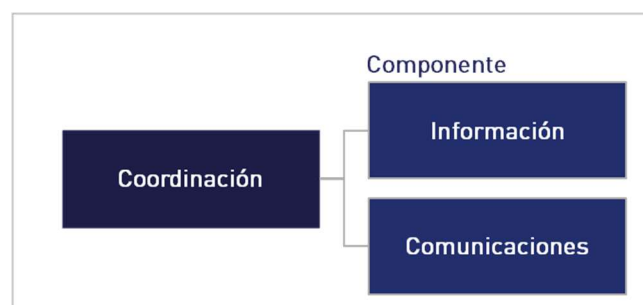 Componente
Información
Coordinación
Comunicaciones